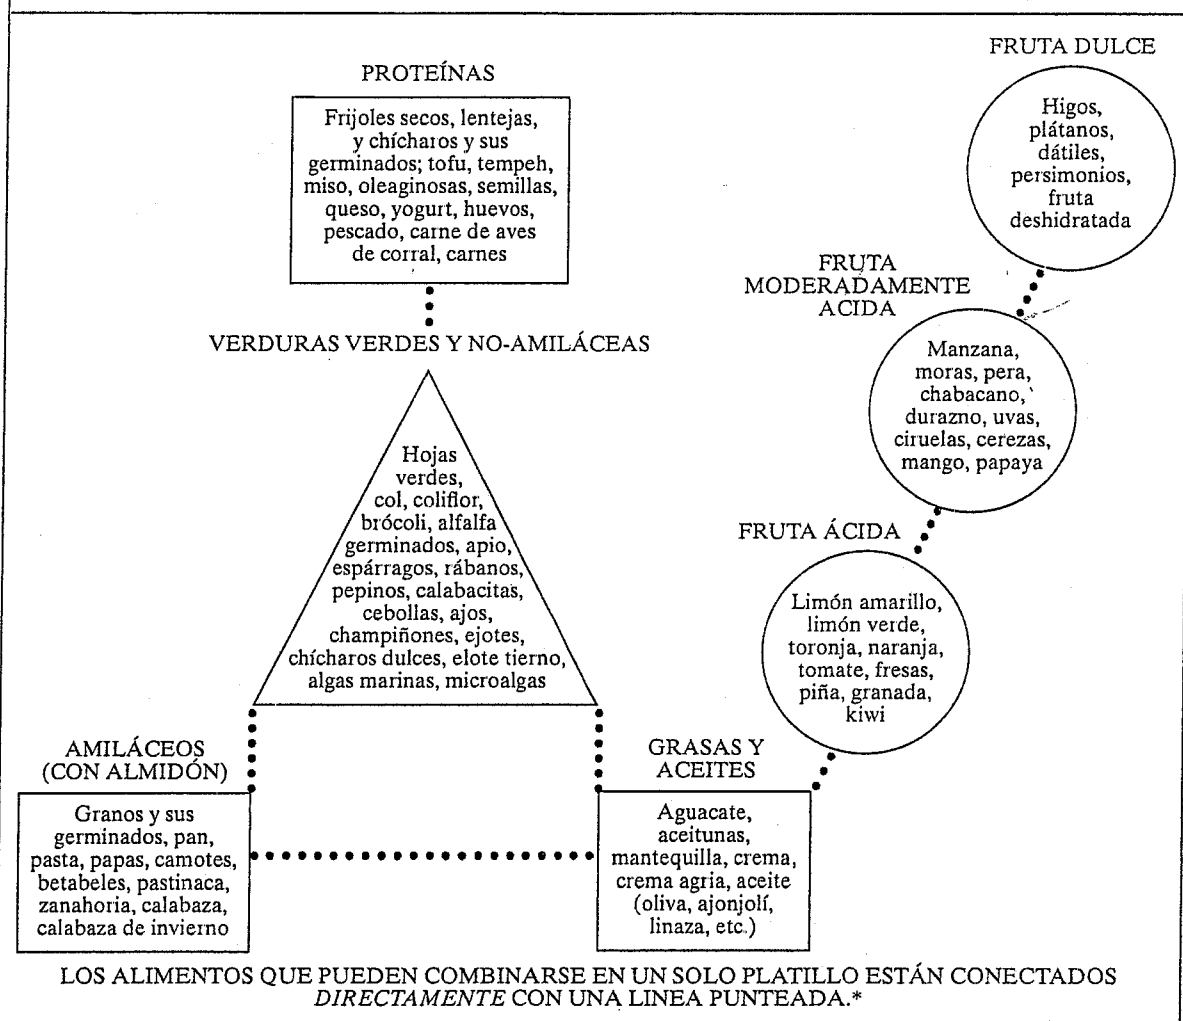 PROTEÍNAS
Frijoles secos, lentejas,
y chícharos y sus
germinados; tofu, tempeh,
miso, oleaginosas, semillas,
queso, yogurt, huevos,
pescado, carne de aves
de corral, carnes
VERDURAS VERDES Y NO-AMILÁCEAS
Hojas
verdes,
col, coliflor,
brócoli, alfalfa
germinados, apio,
espárragos, rábanos,
pepinos, calabacitas,
cebollas, ajos,
champiñones, ejotes,
chícharos dulces, elote tierno,
algas marinas, microalgas
AMILÁCEOS
(CON ALMIDÓN)
Granos y sus
germinados, pan,
pasta, papas, camotes,
betabeles, pastinaca,
zanahoria, calabaza,
calabaza de invierno
GRASAS Y
ACEITES
Aguacate,
aceitunas,
mantequilla, crema,
crema agria, aceite
(oliva, ajonjolí,
linaza, etc.)
FRUTA DULCE
Higos,
plátanos,
dátiles,
persimonios,
fruta
deshidratada
FRUTA
MODERADAMENTE
ACIDA
Manzana,
moras, pera,
chabacano,
durazno, uvas,
ciruelas, cerezas,
mango, papaya
FRUTA ÁCIDA
Limón amarillo,
limón verde,
toronja, naranja,
tomate, fresas,
piña, granada,
kiwi
LOS ALIMENTOS QUE PUEDEN COMBINARSE EN UN SOLO PLATILLO ESTÁN CONECTADOS
DIRECTAMENTE CON UNA LINEA PUNTEADA.*